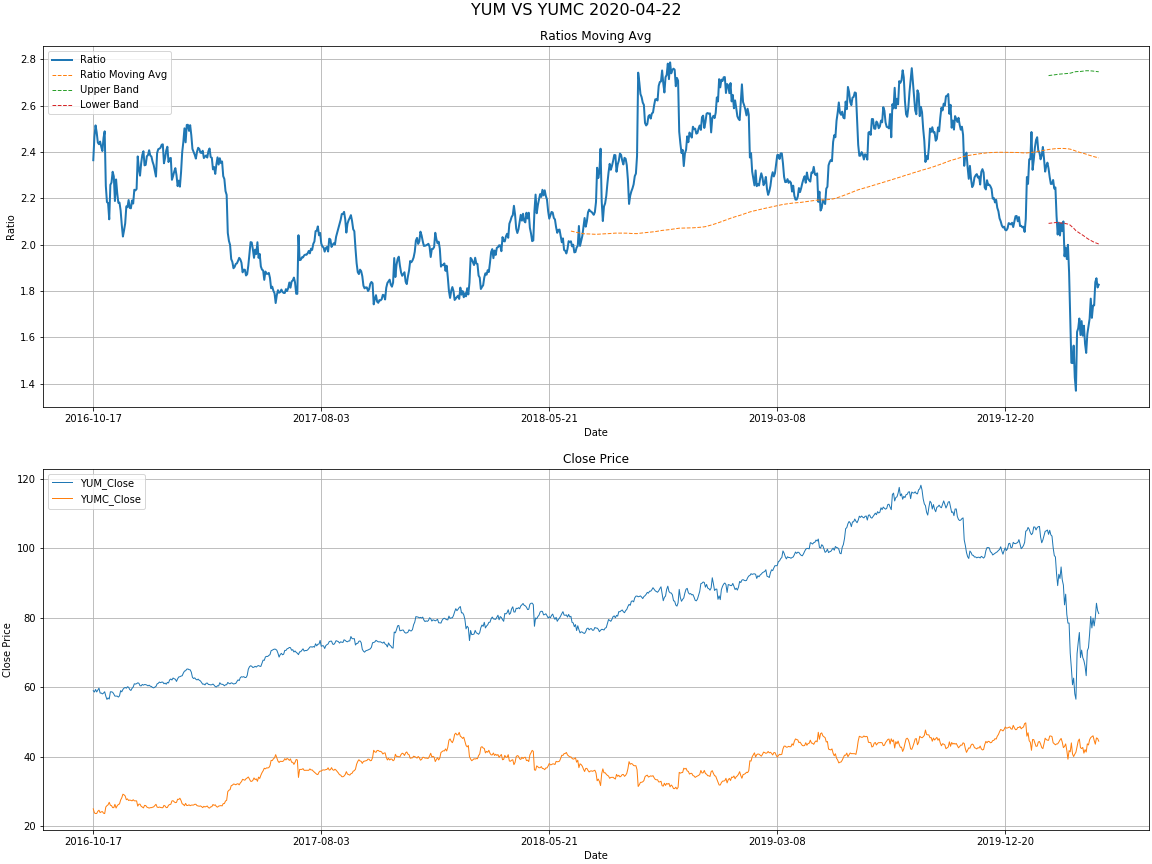 YUM VS YUMC 2020-04-22
Ratios Moving Avg
Ratio
Ratio Moving Avg
Upper Band
Lower Band
2.8
2.6
2.4
2.2
2.0
1.8
1.6
1.4
Ratio
2016-10-17 2017-08-03 2018-05-21 2019-03-08 2019-12-20
Date
Close Price
YUM_Close
YUMC_Close
120
100
80
60
40
20
Close Price
2016-10-17 2017-08-03 2018-05-21 2019-03-08 2019-12-20
Date